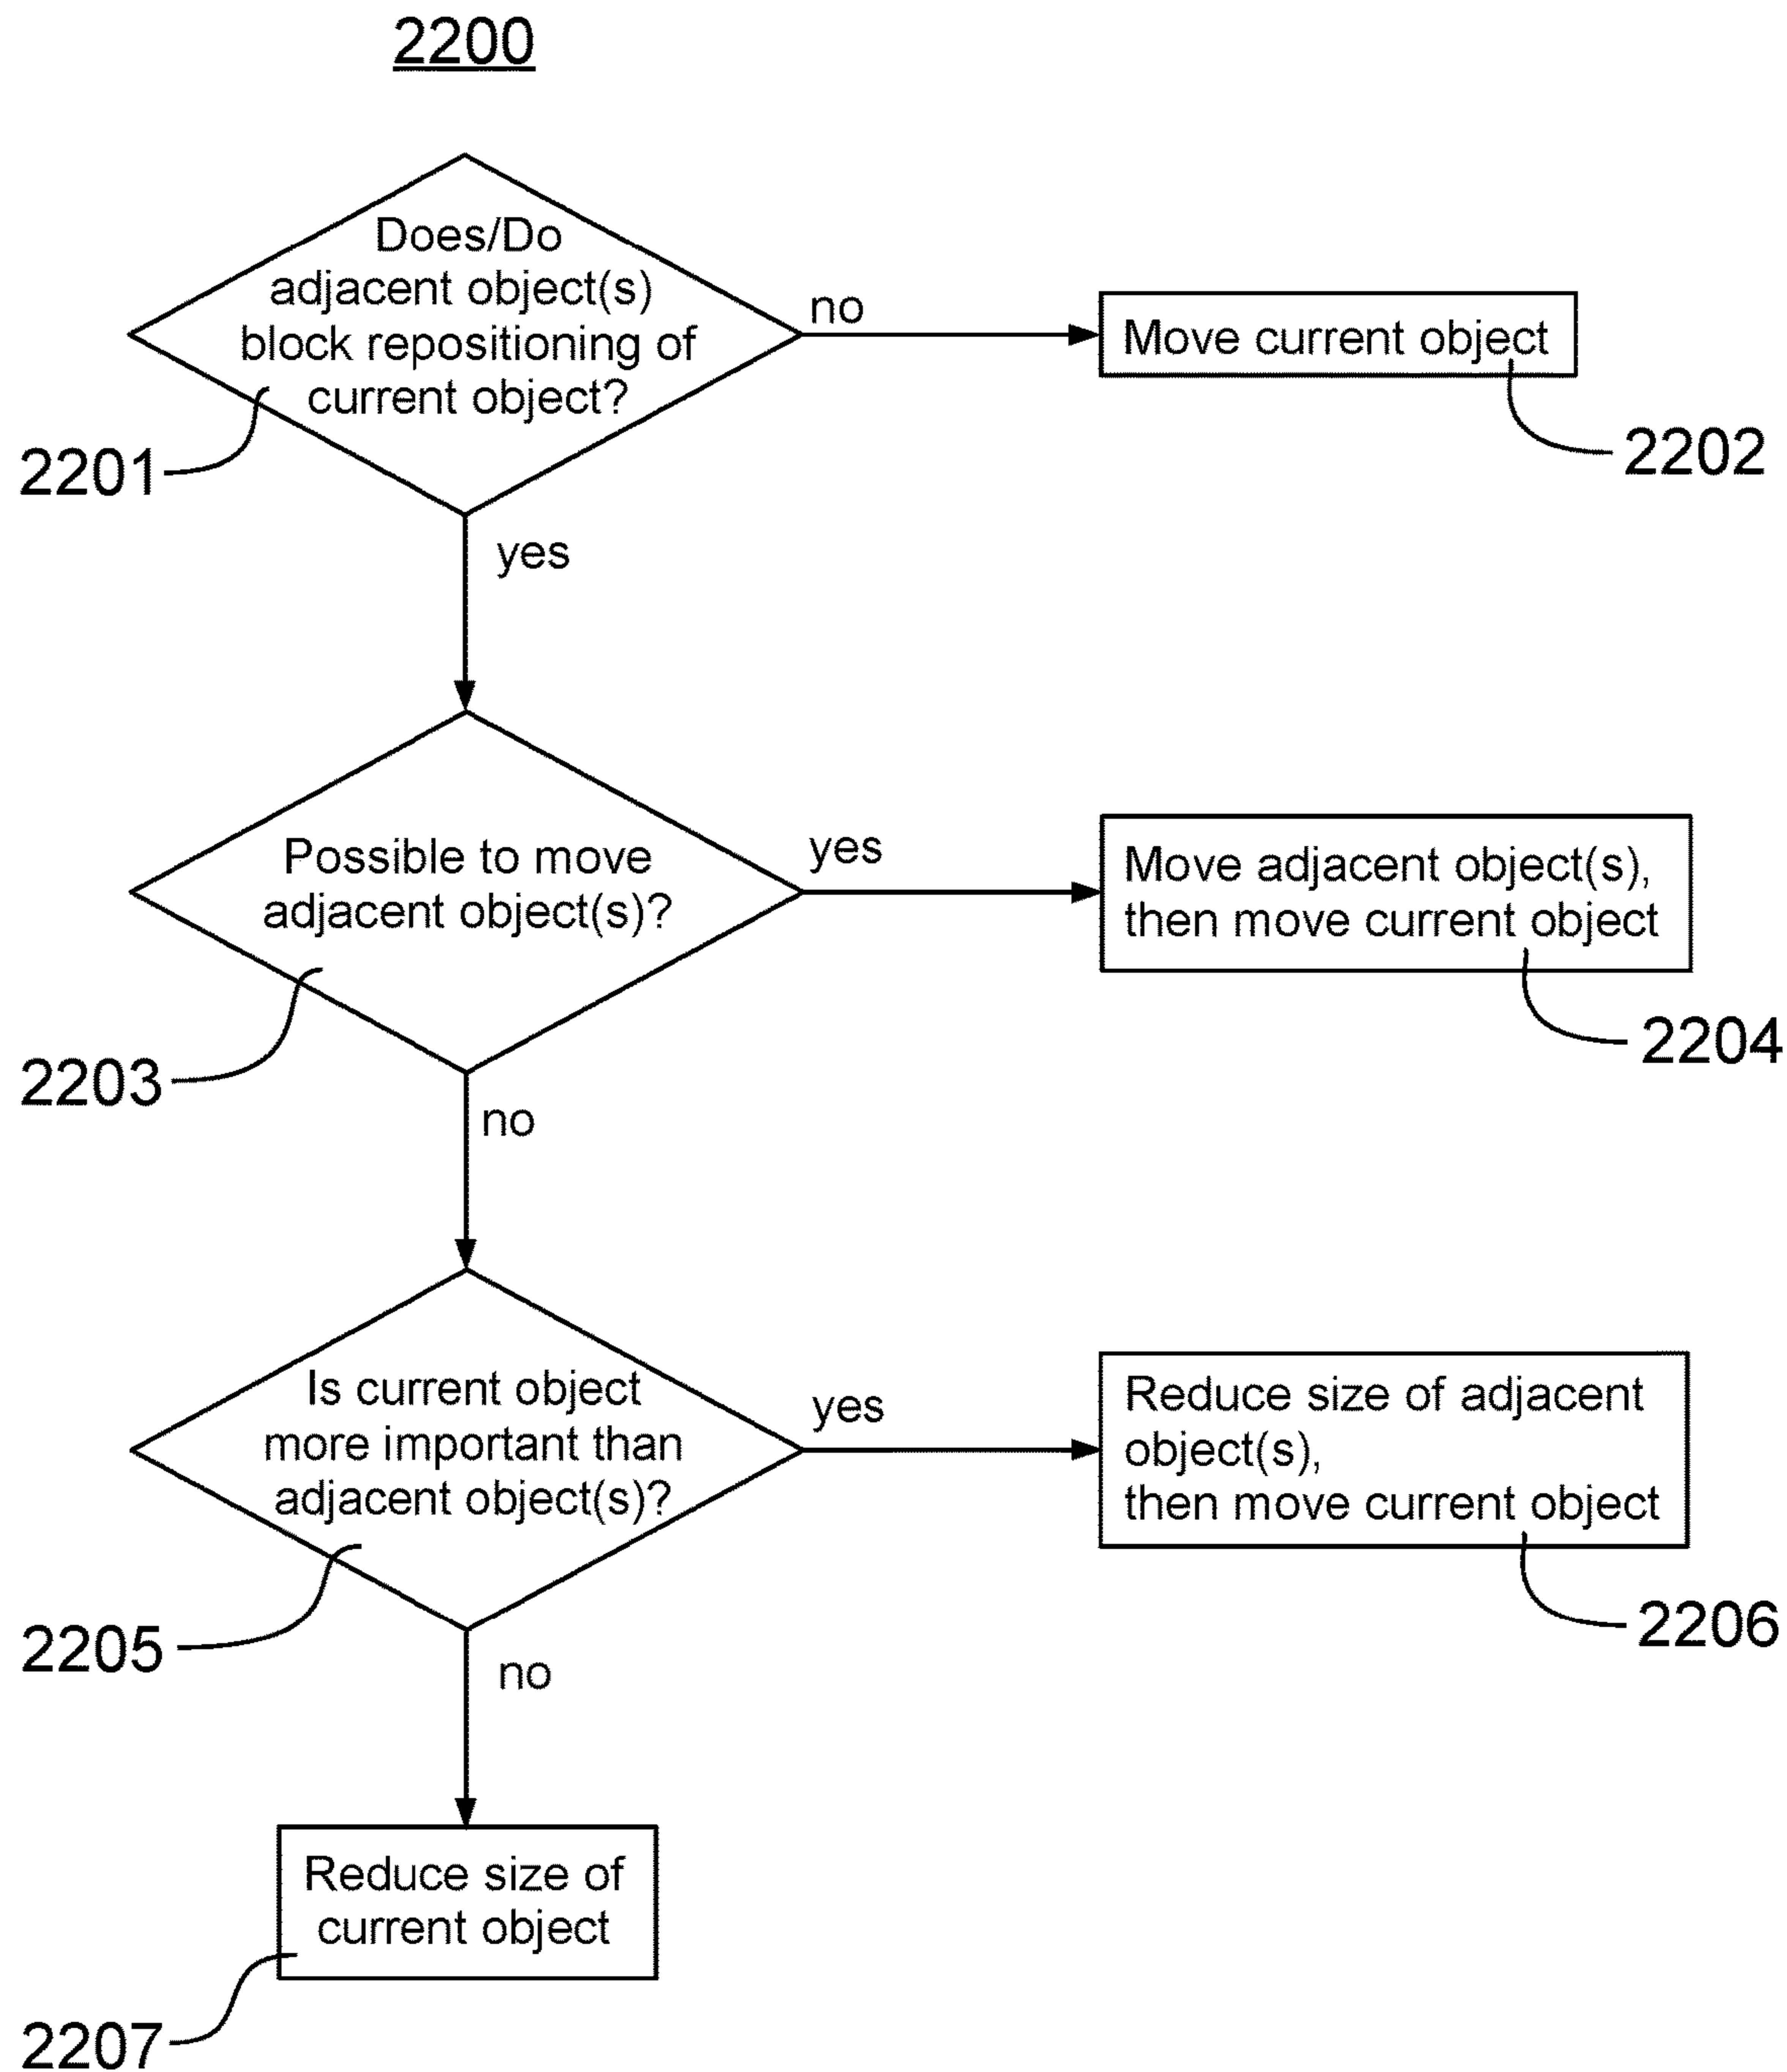 2200
Does/Do
adjacent object(s)
block repositioning of
current object?
no
Move current object
2201
2202
yes
Possible to move
adjacent object(s)?
yes
Move adjacent object(s),
then move current object
2203
2204
no
Is current object
more important than
adjacent object(s)?
yes
Reduce size of adjacent
object(s),
then move current object
2205
2206
no
Reduce size of
current object
2207